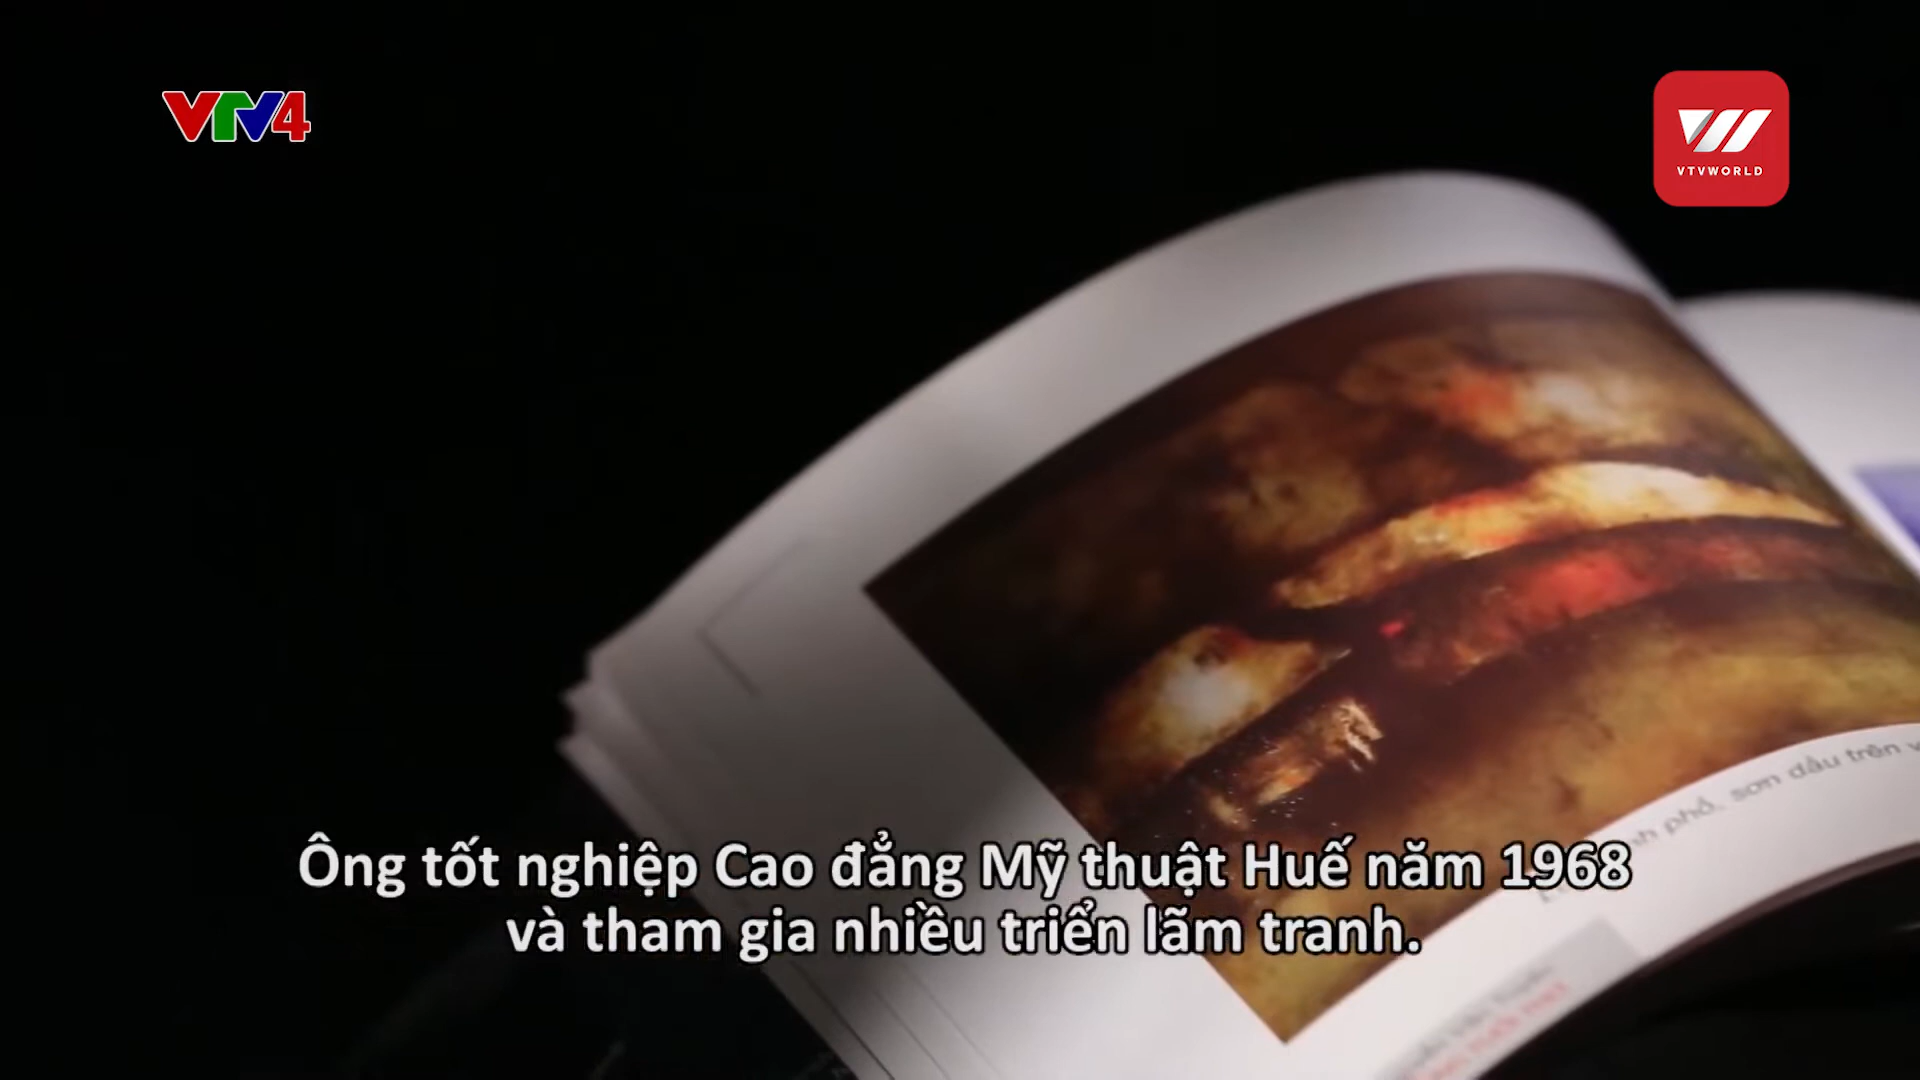 VTV4
VTVWORLD
sơn dầu trên
Ông tốt nghiệp Cao đẳng Mỹ thuật Huế năm 1968
và tham gia nhiều triển lãm tranh.